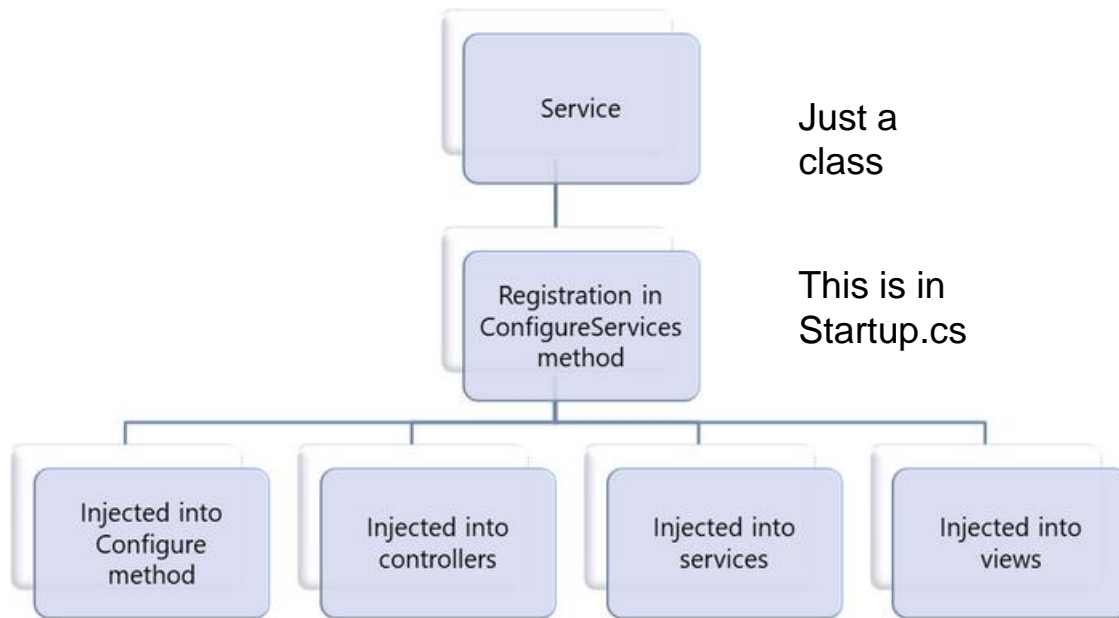 Service
Just a
class
Registration in
ConfigureServices
method
This is in
Startup.cs
Injected into
Configure
method
Injected into
controllers
Injected into
services
Injected into
views